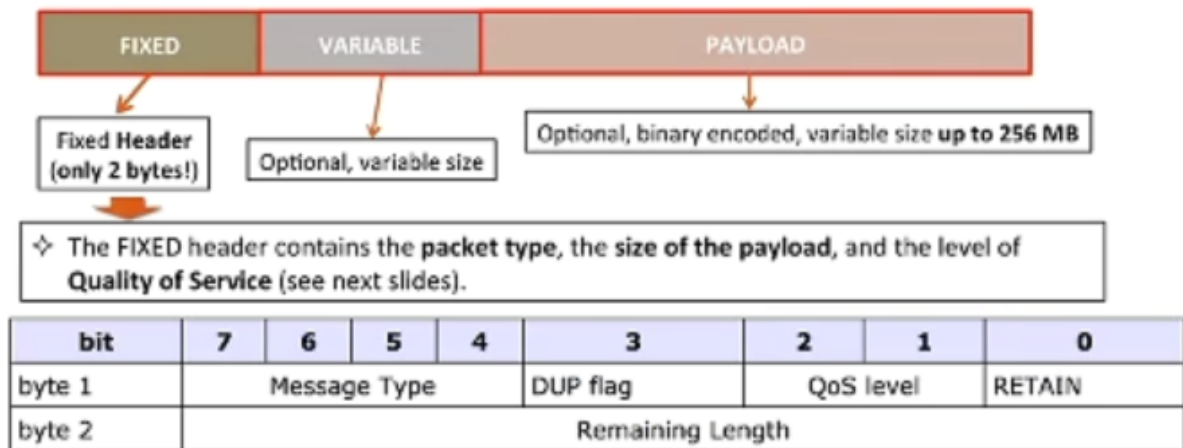 FIXED VARIABLE PAYLOAD
Fixed Header
(only 2 bytes!)
Optional, variable size
Optional, binary encoded, variable size up to 256 MB
✧ The FIXED header contains the packet type, the size of the payload, and the level of
Quality of Service (see next slides).
bit 7 6 5 4 3 2 1 0
byte 1 Message Type DUP flag QoS level RETAIN
byte 2 Remaining Length